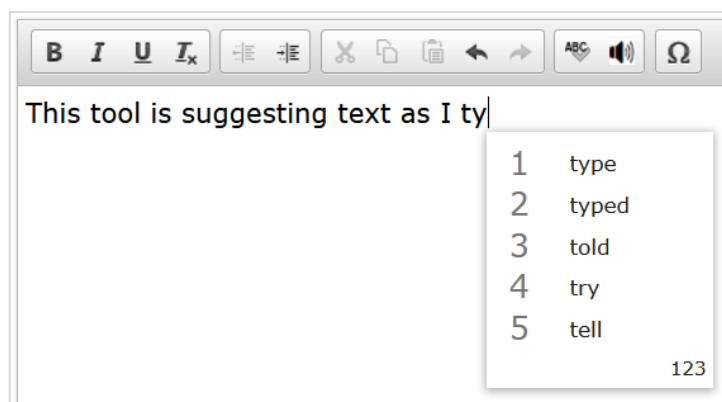 B I U Tx ABC Ω
This tool is suggesting text as I ty
1 type
2 typed
3 told
4 try
5 tell
123